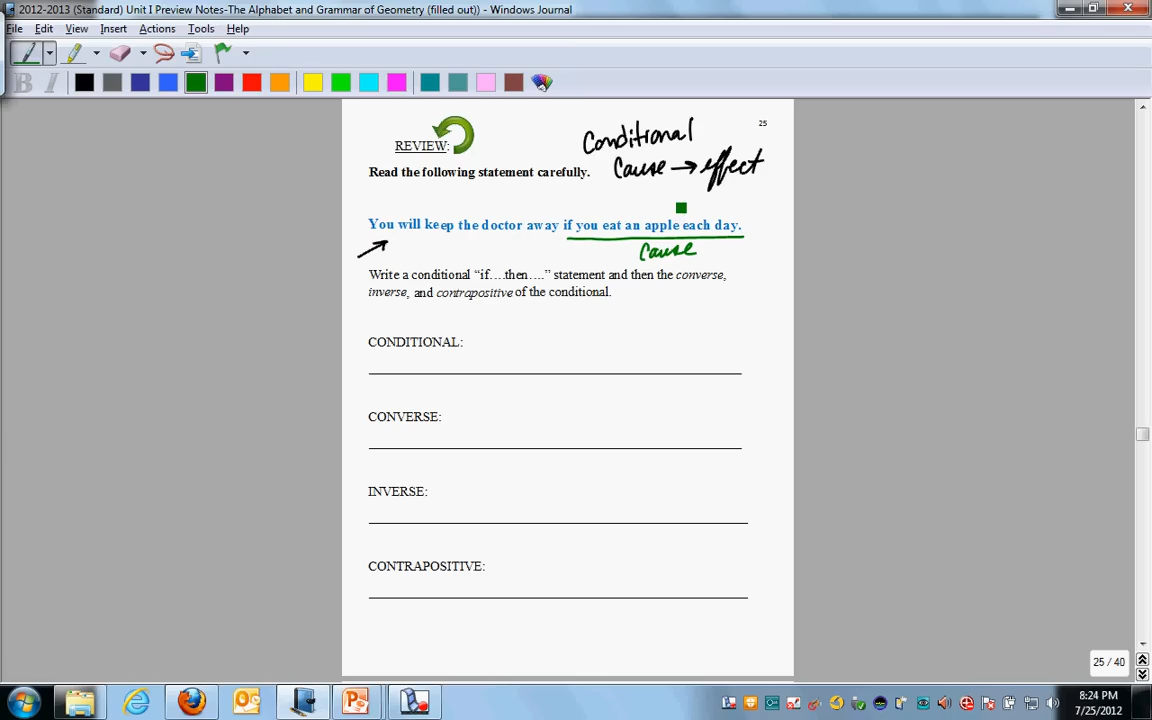 2012-2013 (Standard) Unit I Preview Notes-The Alphabet and Grammar of Geometry (filled out)) - Windows Journal
File Edit View Insert Actions Tools Help
B I
25
Conditional
REVIEW:
Cause → effect
Read the following statement carefully.
You will keep the doctor away if you eat an apple each day.
Cause
Write a conditional “if….then….” statement and then the converse,
inverse, and contrapositive of the conditional.
CONDITIONAL:
CONVERSE:
INVERSE:
CONTRAPOSITIVE:
25 / 40
8:24 PM
7/25/2012